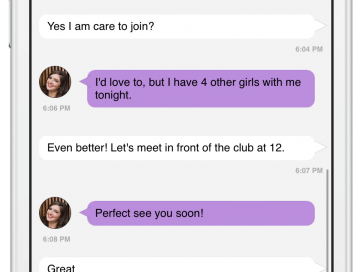 Yes I am care to join?
6:04 PM
I'd love to, but I have 4 other girls with me
tonight.
6:06 PM
Even better! Let's meet in front of the club at 12.
6:07 PM
Perfect see you soon!
6:08 PM
Great